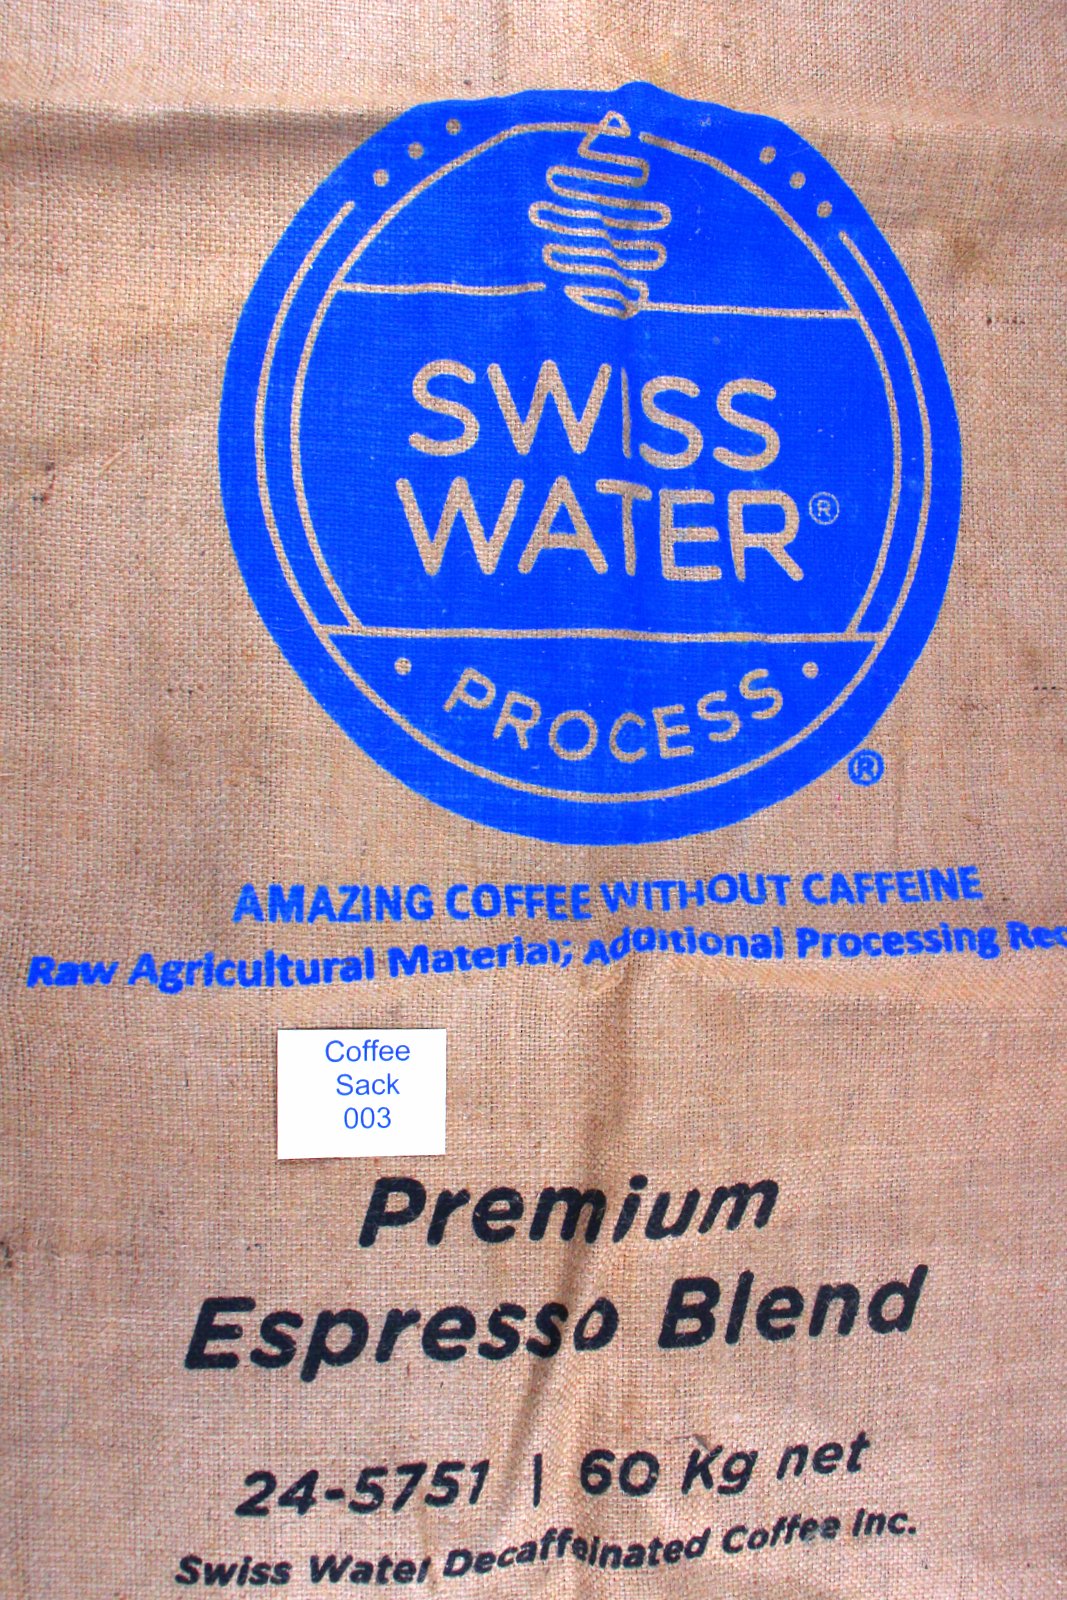 SWISS
WATER®
PROCESS
®
AMAZING COFFEE WITHOUT CAFFEINE
Raw Agricultural Material; Additional Processing
Coffee
Sack
003
Premium
Espresso Blend
24-5751 | 60 Kg net
Swiss Water Decaffeinated Coffee Inc.